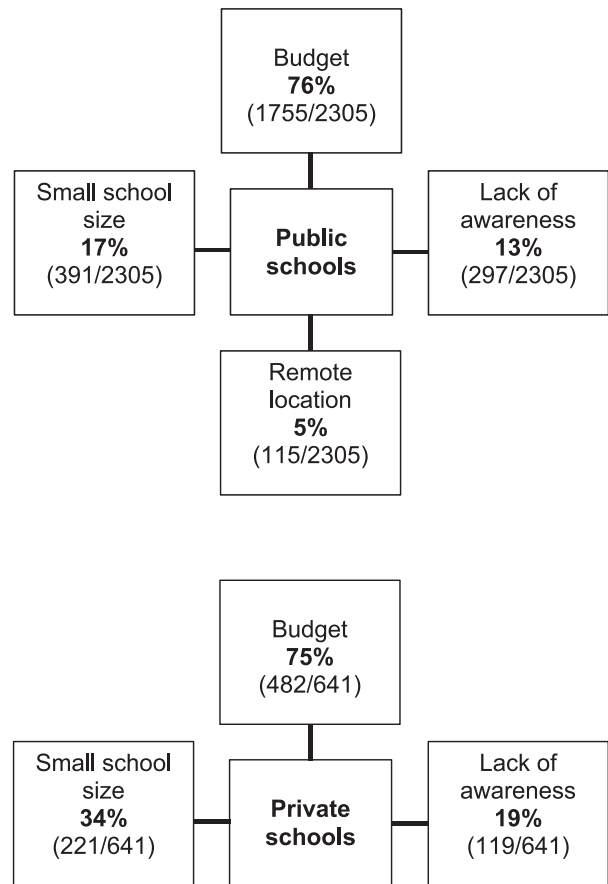 Budget
76%
(1755/2305)
Small school
size
17%
(391/2305)
Public
schools
Lack of
awareness
13%
(297/2305)
Remote
location
5%
(115/2305)
Budget
75%
(482/641)
Small school
size
34%
(221/641)
Private
schools
Lack of
awareness
19%
(119/641)